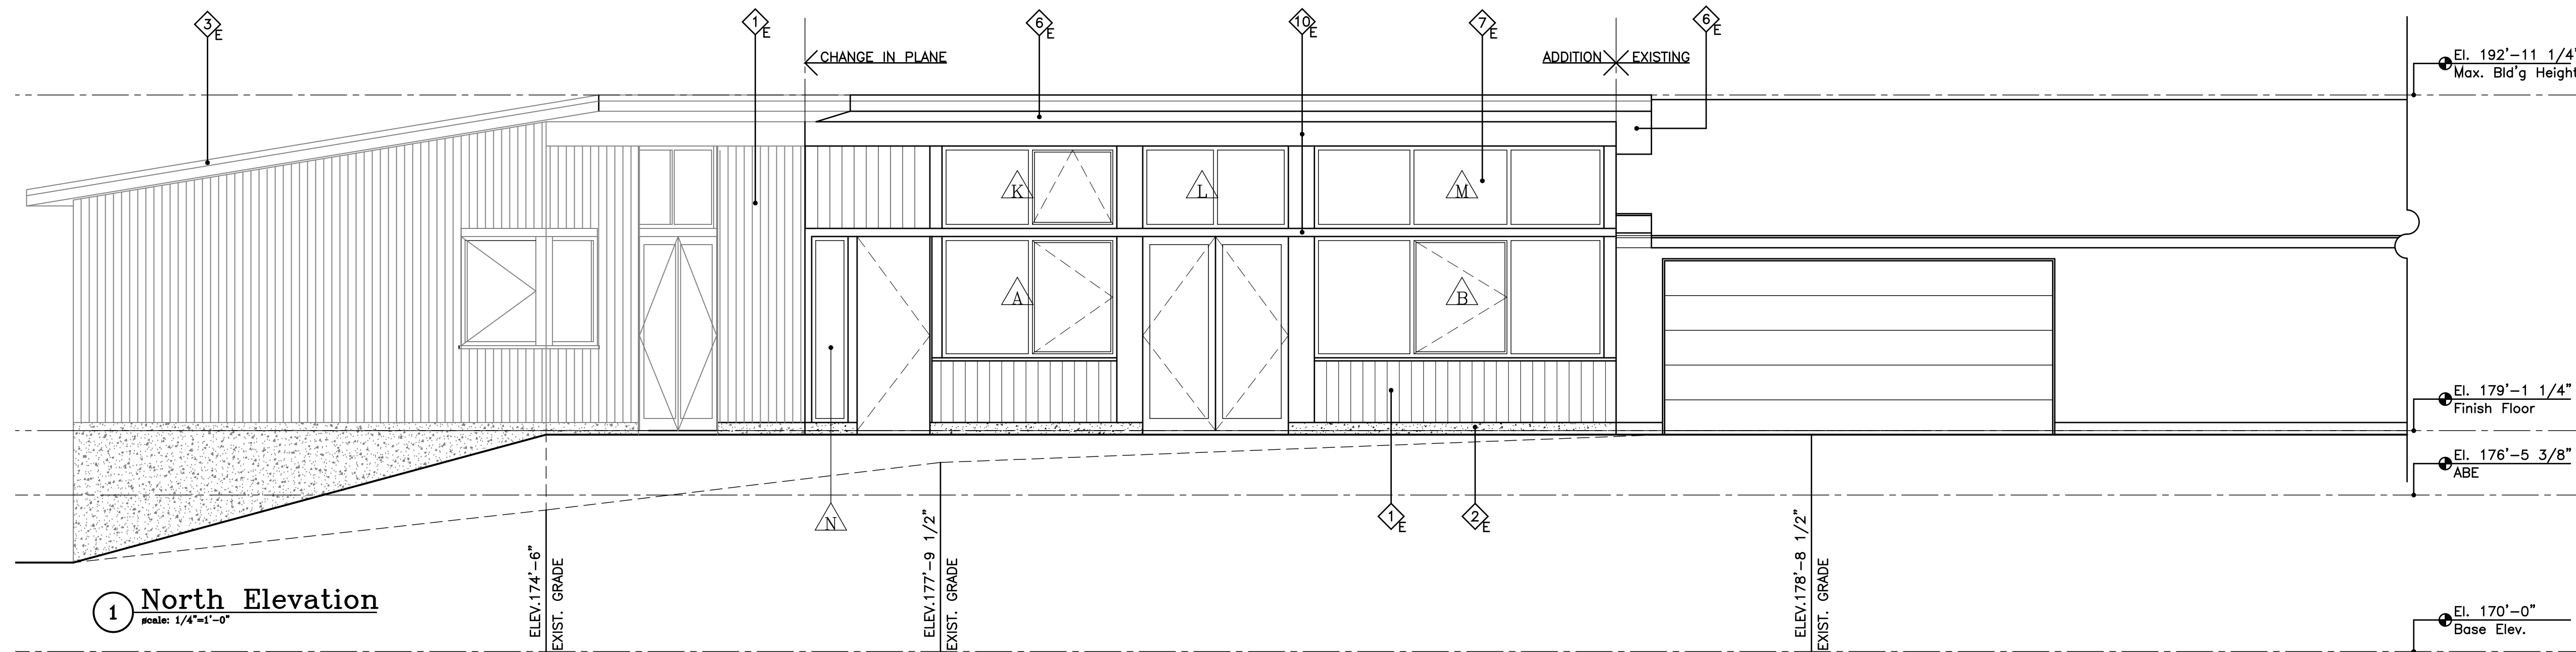 3
E
1
E
6
E
10
E
7
E
6
E
CHANGE IN PLANE
ADDITION
EXISTING
El. 192'-11 1/4"
Max. Bld'g Height
K
L
M
A
B
El. 179'-1 1/4"
Finish Floor
El. 176'-5 3/8"
ABE
N
1
E
2
E
ELEV.174'-6"
EXIST. GRADE
ELEV.177'-9 1/2"
EXIST. GRADE
ELEV.178'-8 1/2"
EXIST. GRADE
1
North Elevation
scale: 1/4"=1'-0"
El. 170'-0"
Base Elev.